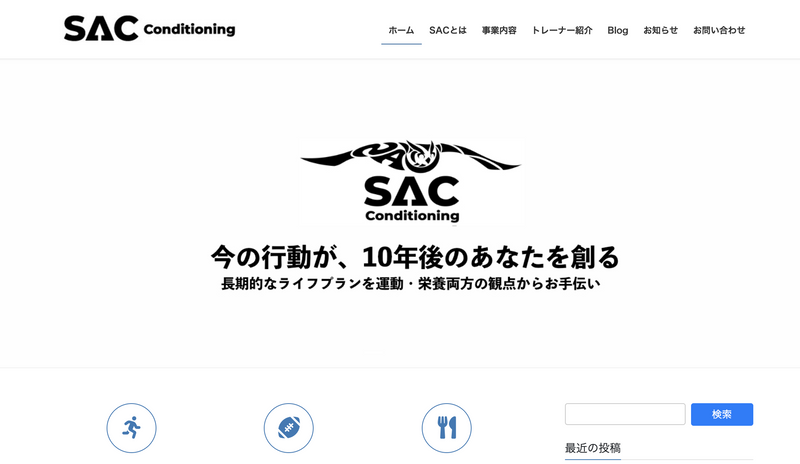 SAC Conditioning
ホーム SACとは 事業内容 トレーナー紹介 Blog お知らせ お問い合わせ
SAC
Conditioning
今の行動が、10年後のあなたを創る
長期的なライフプランを運動・栄養両方の観点からお手伝い
検索
最近の投稿